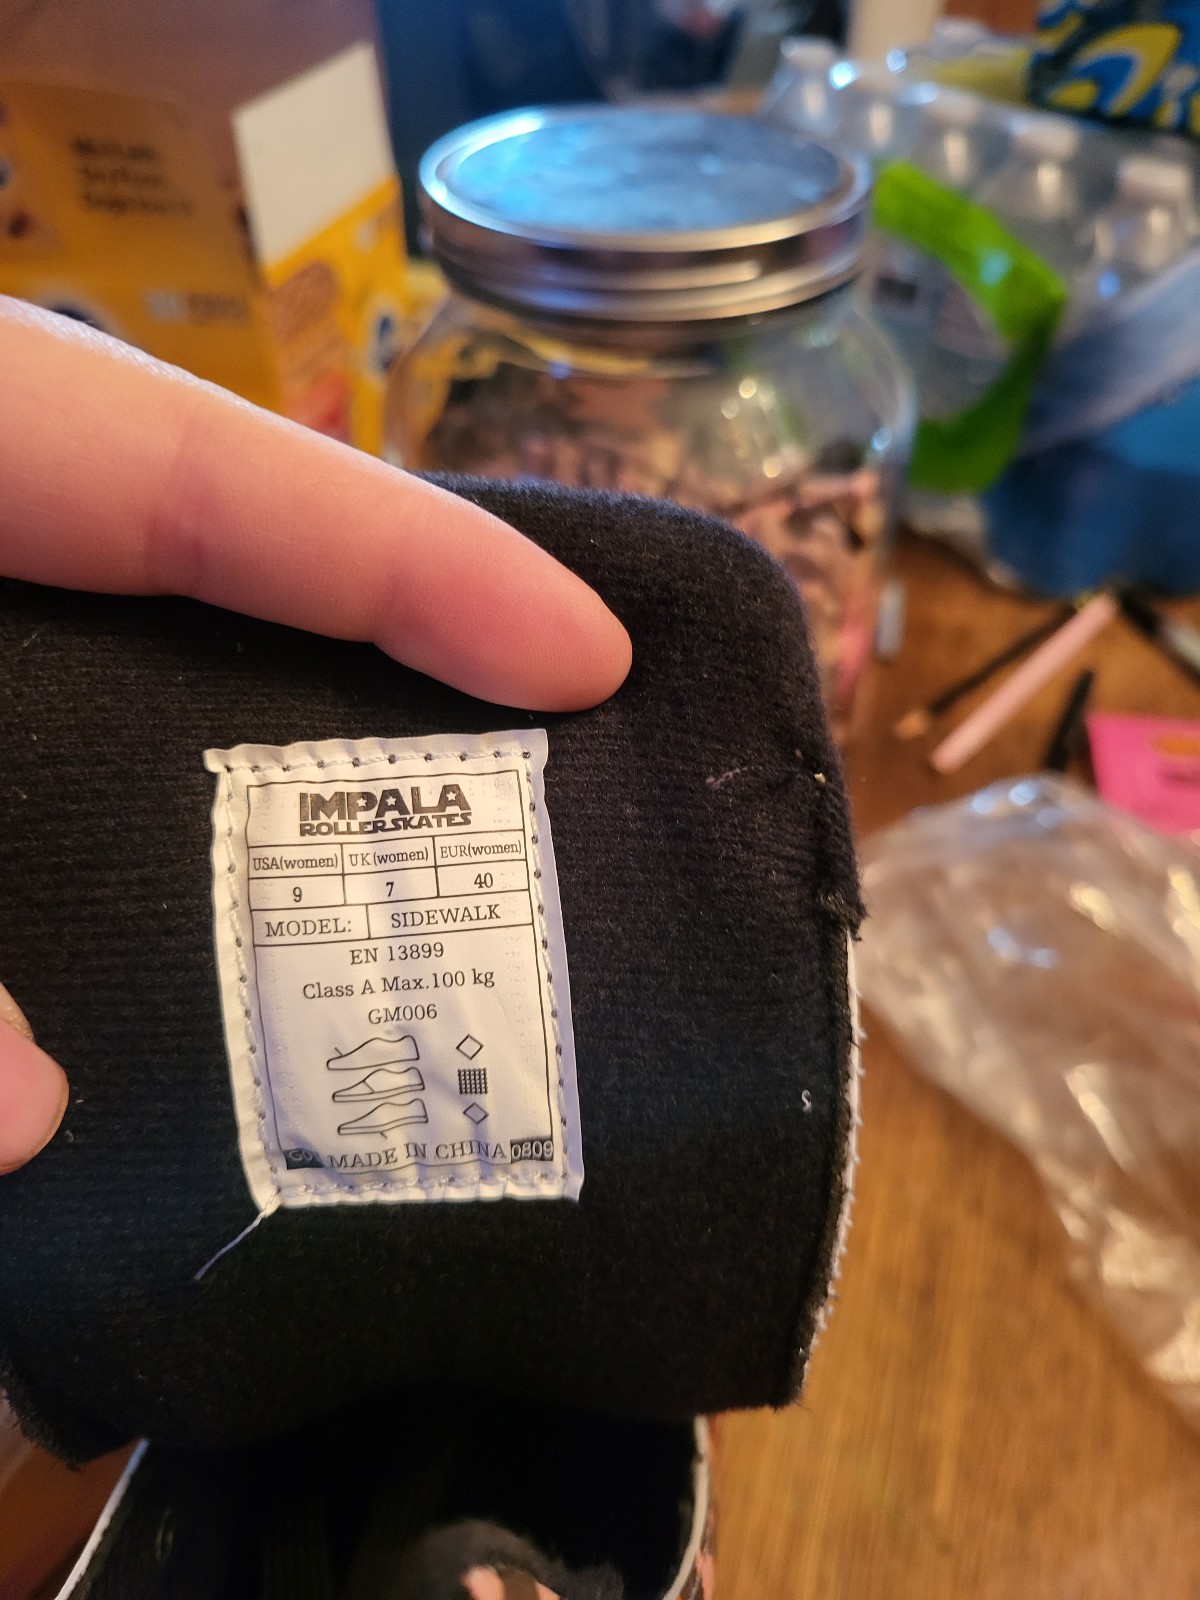 IMPALA
ROLLERSKATES
USA(women) UK(women) EUR(women)
9 7 40
MODEL: SIDEWALK
EN 13899
Class A Max.100 kg
GM006
MADE IN CHINA 0809